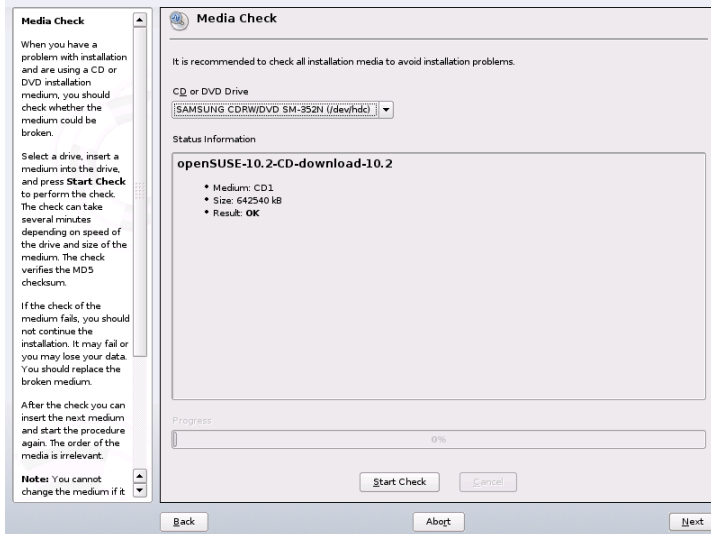 Media Check
When you have a
problem with installation
and are using a CD or
DVD installation
medium, you should
check whether the
medium could be
broken.
Select a drive, insert a
medium into the drive,
and press Start Check
to perform the check.
The check can take
several minutes
depending on speed of
the drive and size of the
medium. The check
verifies the MD5
checksum.
If the check of the
medium fails, you should
not continue the
installation. It may fail or
you may lose your data.
You should replace the
broken medium.
After the check you can
insert the next medium
and start the procedure
again. The order of the
media is irrelevant.
Note: You cannot
change the medium if it
Media Check
It is recommended to check all installation media to avoid installation problems.
CD or DVD Drive
SAMSUNG CDRW/DVD SM-352N (/dev/hdc)
Status Information
openSUSE-10.2-CD-download-10.2
• Medium: CD1
• Size: 642540 kB
• Result: OK
Progress
0%
Start Check
Cancel
Back
Abort
Next